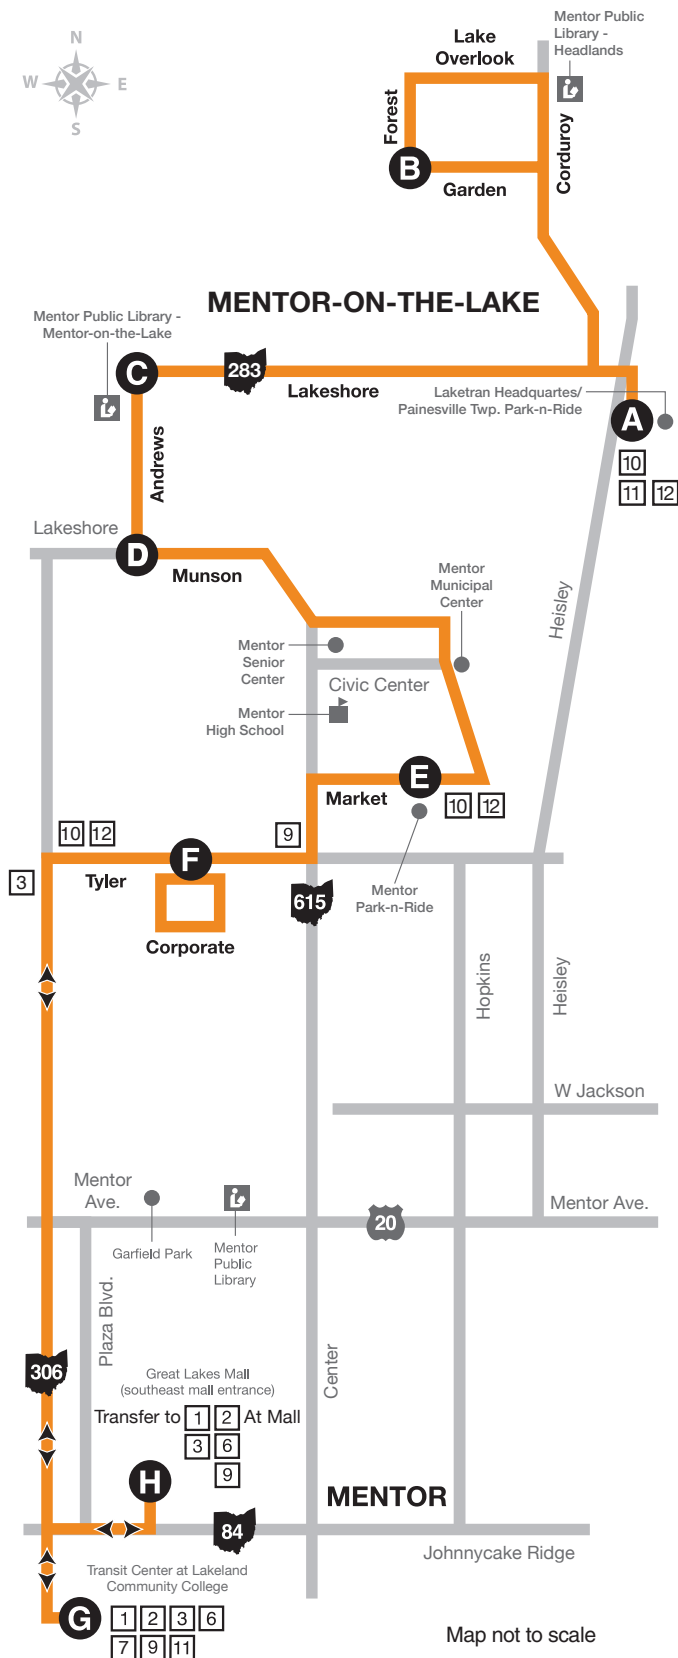 N
W
E
S
Mentor Public
Library -
Headlands
Lake
Overlook
Forest
Corduroy
B
Garden
MENTOR-ON-THE-LAKE
Mentor Public Library -
Mentor-on-the-Lake
C
283
Lakeshore
Laketran Headquartes/
Painesville Twp. Park-n-Ride
A
10
11 12
Andrews
Lakeshore
D
Munson
Mentor
Municipal
Center
Heisley
Mentor
Senior
Center
Civic Center
Mentor
High School
E
Market
10 12
10 12
9
F
3
Tyler
Mentor
Park-n-Ride
615
Corporate
Hopkins
Heisley
W Jackson
Mentor
Ave.
Mentor Ave.
20
Garfield Park
Mentor
Public
Library
Plaza Blvd.
306
Center
Great Lakes Mall
(southeast mall entrance)
Transfer to 1 2 At Mall
3 6
9
H
MENTOR
84
Johnnycake Ridge
Transit Center at Lakeland
Community College
G
1 2 3 6
7 9 11
Map not to scale